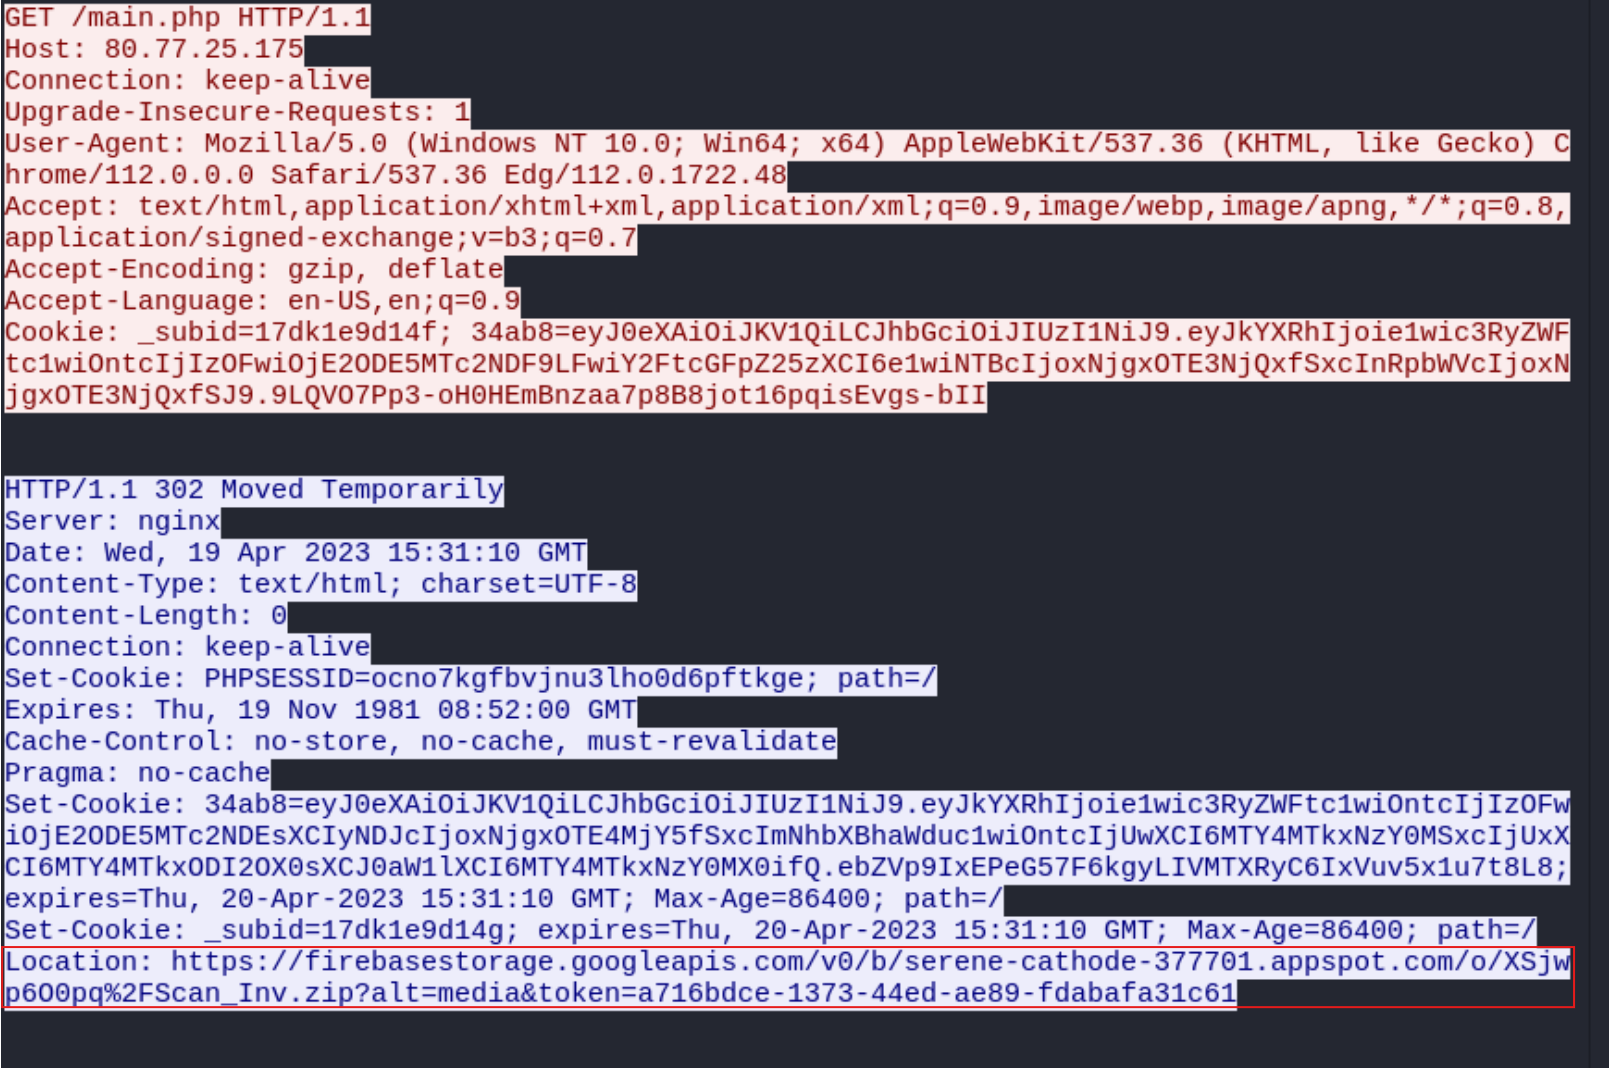 GET /main.php HTTP/1.1
Host: 80.77.25.175
Connection: keep-alive
Upgrade-Insecure-Requests: 1
User-Agent: Mozilla/5.0 (Windows NT 10.0; Win64; x64) AppleWebKit/537.36 (KHTML, like Gecko) C
hrome/112.0.0.0 Safari/537.36 Edg/112.0.1722.48
Accept: text/html,application/xhtml+xml,application/xml;q=0.9,image/webp,image/apng,*/*;q=0.8,
application/signed-exchange;v=b3;q=0.7
Accept-Encoding: gzip, deflate
Accept-Language: en-US,en;q=0.9
Cookie: _subid=17dk1e9d14f; 34ab8=eyJ0eXAiOiJKV1QiLCJhbGciOiJIUzI1NiJ9.eyJkYXRhIjoie1wic3RyZWF
tc1wiOntcIjIzOFwiOjE2ODE5MTc2NDF9LFwiY2FtcGFpZ25zXCI6e1wiNTBcIjoxNjgxOTE3NjQxfSxcInRpbWVcIjoxN
jgxOTE3NjQxfSJ9.9LQVO7Pp3-oH0HEmBnzaa7p8B8jot16pqisEvgs-bII
HTTP/1.1 302 Moved Temporarily
Server: nginx
Date: Wed, 19 Apr 2023 15:31:10 GMT
Content-Type: text/html; charset=UTF-8
Content-Length: 0
Connection: keep-alive
Set-Cookie: PHPSESSID=ocno7kgfbvjnu3lho0d6pftkge; path=/
Expires: Thu, 19 Nov 1981 08:52:00 GMT
Cache-Control: no-store, no-cache, must-revalidate
Pragma: no-cache
Set-Cookie: 34ab8=eyJ0eXAiOiJKV1QiLCJhbGciOiJIUzI1NiJ9.eyJkYXRhIjoie1wic3RyZWFtc1wiOntcIjIzOFw
iOjE2ODE5MTc2NDEsXCIyNDJcIjoxNjgxOTE4MjY5fSxcImNhbXBhaWduc1wiOntcIjUwXCI6MTY4MTkxNzY0MSxcIjUxX
CI6MTY4MTkxODI2OX0sXCJ0aW1lXCI6MTY4MTkxNzY0MX0ifQ.ebZVp9IxEPeG57F6kgyLIVMTXRyC6IxVuv5x1u7t8L8;
expires=Thu, 20-Apr-2023 15:31:10 GMT; Max-Age=86400; path=/
Set-Cookie: _subid=17dk1e9d14g; expires=Thu, 20-Apr-2023 15:31:10 GMT; Max-Age=86400; path=/
Location: https://firebasestorage.googleapis.com/v0/b/serene-cathode-377701.appspot.com/o/XSjw
p6O0pq%2FScan_Inv.zip?alt=media&token=a716bdce-1373-44ed-ae89-fdabafa31c61